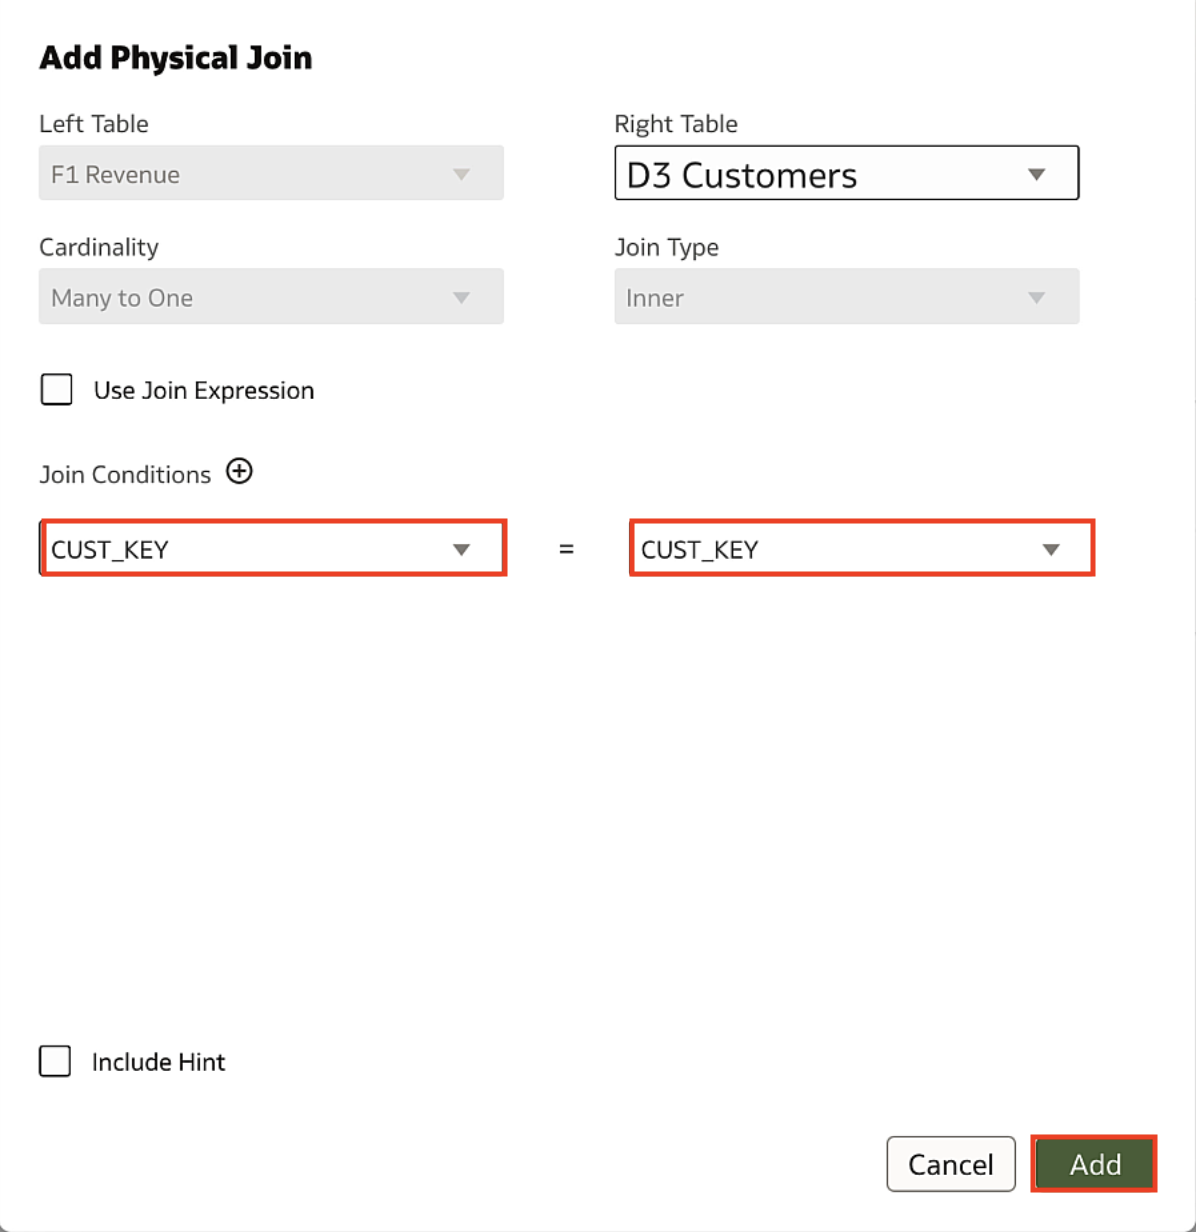 Add Physical Join
Left Table
Right Table
F1 Revenue
D3 Customers
Cardinality
Join Type
Many to One
Inner
Use Join Expression
Join Conditions
CUST_KEY = CUST_KEY
Include Hint
Cancel
Add